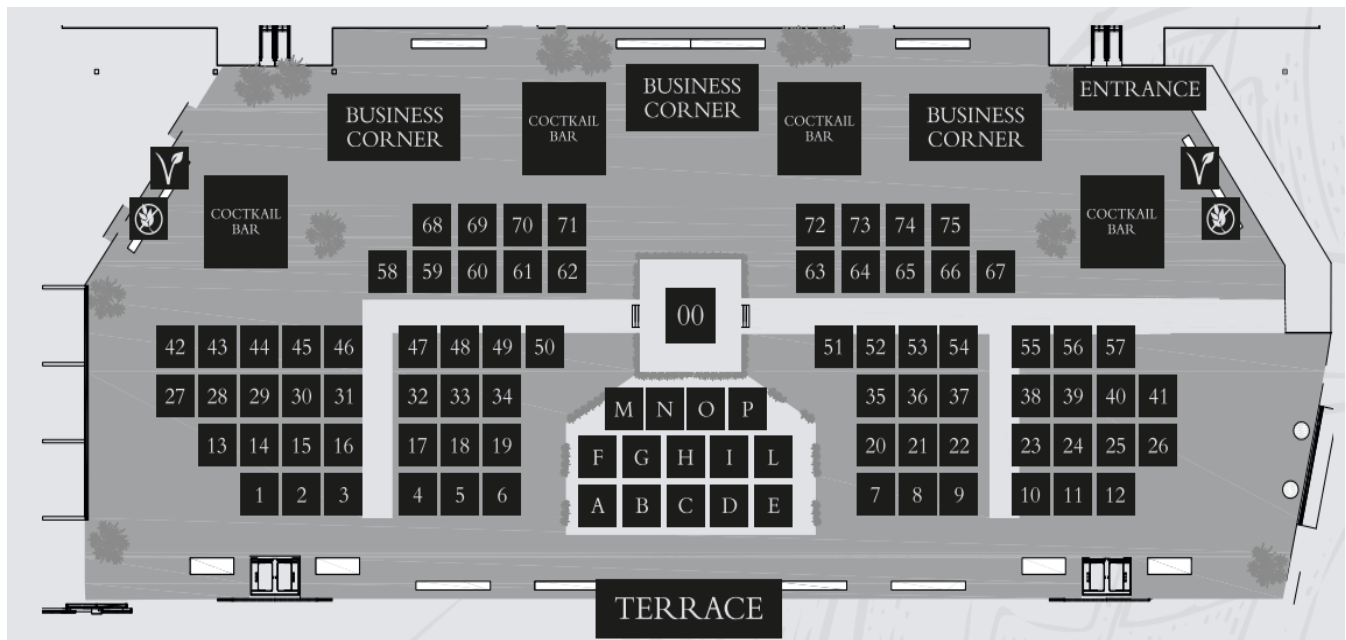 ENTRANCE
BUSINESS
CORNER
COCTKAIL
BAR
BUSINESS
CORNER
COCTKAIL
BAR
BUSINESS
CORNER
COCTKAIL
BAR
COCTKAIL
BAR
68 69 70 71 72 73 74 75
58 59 60 61 62 63 64 65 66 67
00
42 43 44 45 46 47 48 49 50 51 52 53 54 55 56 57
27 28 29 30 31 32 33 34 35 36 37 38 39 40 41
M N O P
13 14 15 16 17 18 19 20 21 22 23 24 25 26
F G H I L
1 2 3 4 5 6 7 8 9 10 11 12
A B C D E
TERRACE